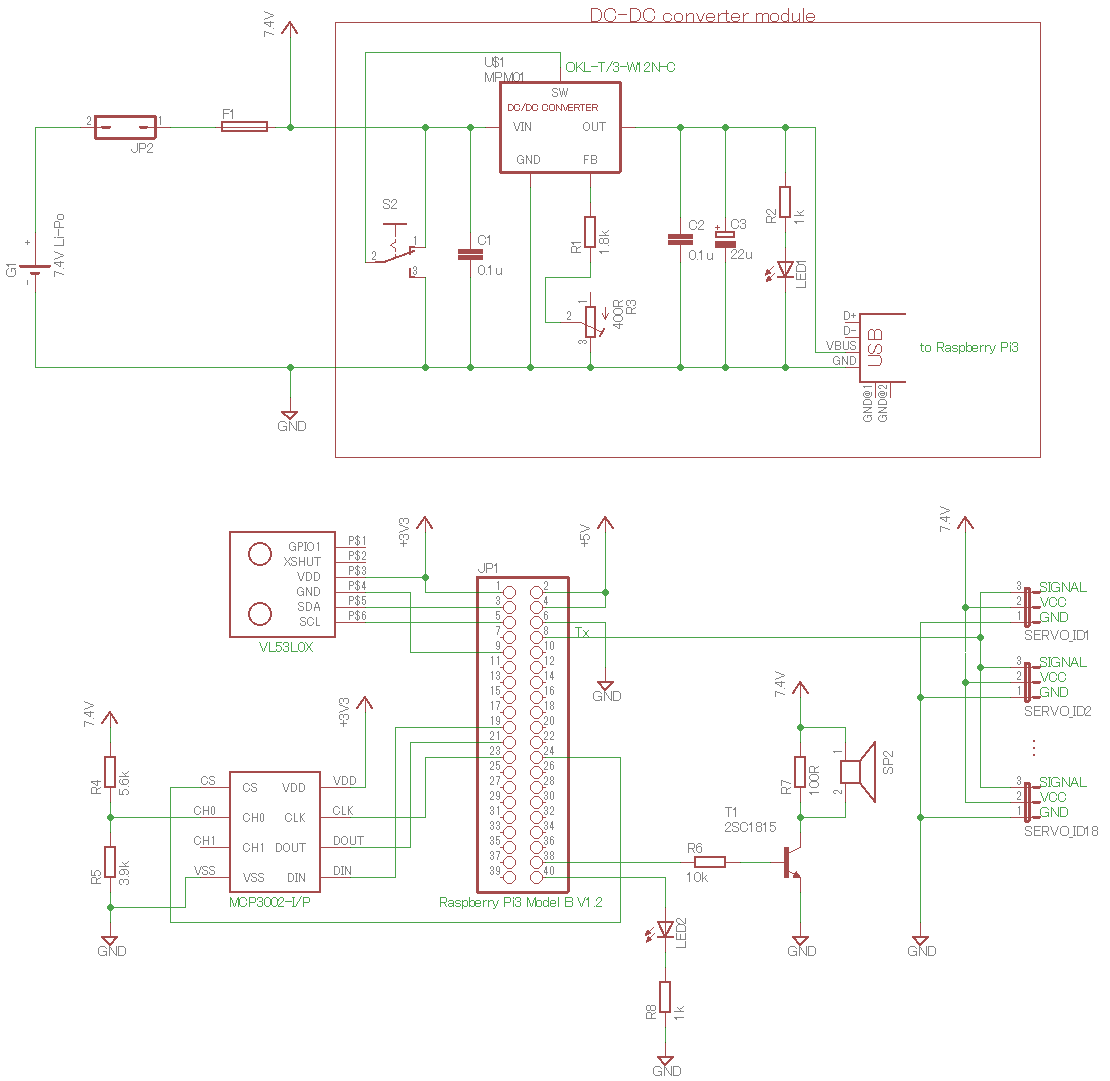 DC-DC converter module
7.4V
U$1
MPM01
OKL-T/3-W12N-C
SW
DC/DC CONVERTER
VIN
OUT
GND
FB
2
1
JP2
F1
S2
1
2
3
C1
0.1u
R1
1.8k
1
2
3
400R
R3
C2
0.1u
+
C3
22u
R2
1k
LED1
G1
+
-
7.4V Li-Po
D+
D-
VBUS
GND
USB
GND@1
GND@2
to Raspberry Pi3
GND
GPIO1
XSHUT
VDD
GND
SDA
SCL
P$1
P$2
P$3
P$4
P$5
P$6
VL53L0X
+3V3
+5V
JP1
1
2
3
4
5
6
7
8
9
10
11
12
13
14
15
16
17
18
19
20
21
22
23
24
25
26
27
28
29
30
31
32
33
34
35
36
37
38
39
40
Tx
GND
Raspberry Pi3 Model B V1.2
7.4V
R4
5.6k
R5
3.9k
GND
+3V3
CS
CH0
CH1
VSS
CS
CH0
CH1
VSS
VDD
CLK
DOUT
DIN
VDD
CLK
DOUT
DIN
MCP3002-I/P
LED2
R8
1k
GND
R6
10k
T1
2SC1815
7.4V
R7
100R
1
2
SP2
GND
7.4V
3
2
1
SIGNAL
VCC
GND
SERVO_ID1
3
2
1
SIGNAL
VCC
GND
SERVO_ID2
⋮
3
2
1
SIGNAL
VCC
GND
SERVO_ID18
GND